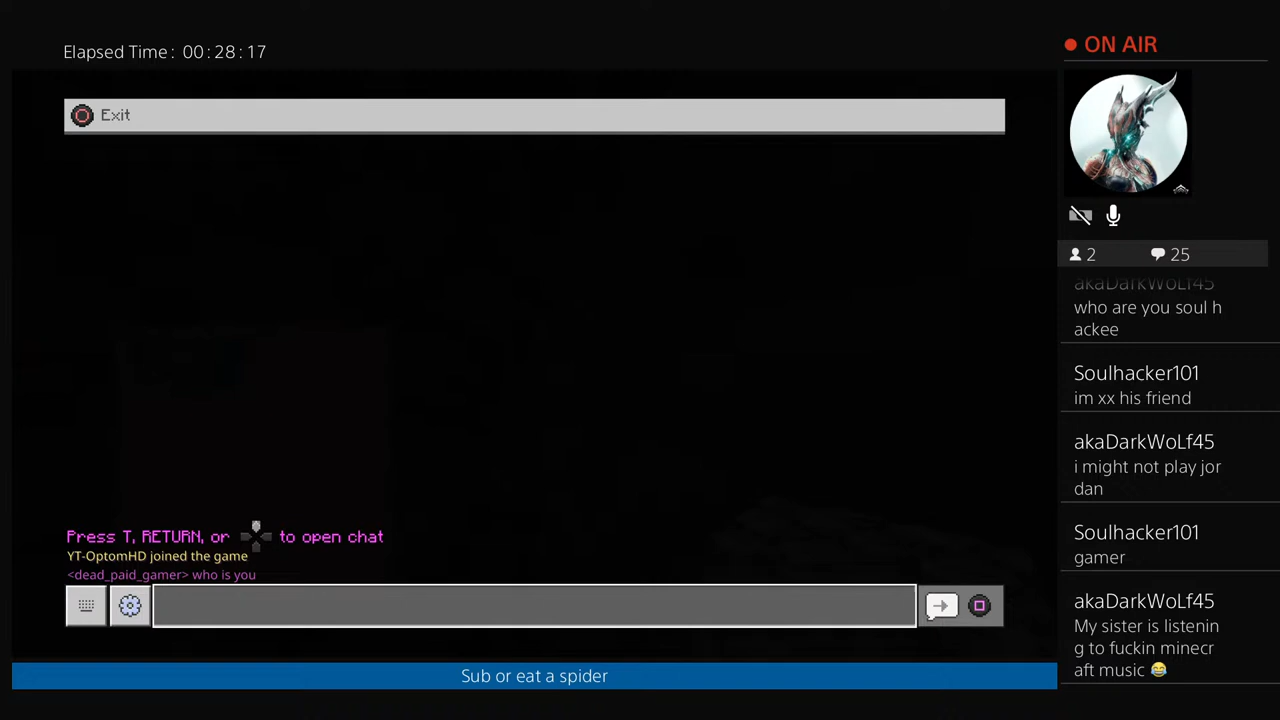 Elapsed Time: 00:28:17
ON AIR
Exit
2 25
akaDarkWoLf45
who are you soul h
ackee
Soulhacker101
im xx his friend
akaDarkWoLf45
i might not play jor
dan
Soulhacker101
gamer
akaDarkWoLf45
My sister is listenin
g to fuckin minecr
aft music 😂
Press T, RETURN, or to open chat
YT-OptomHD joined the game
<dead_paid_gamer> who is you
Sub or eat a spider